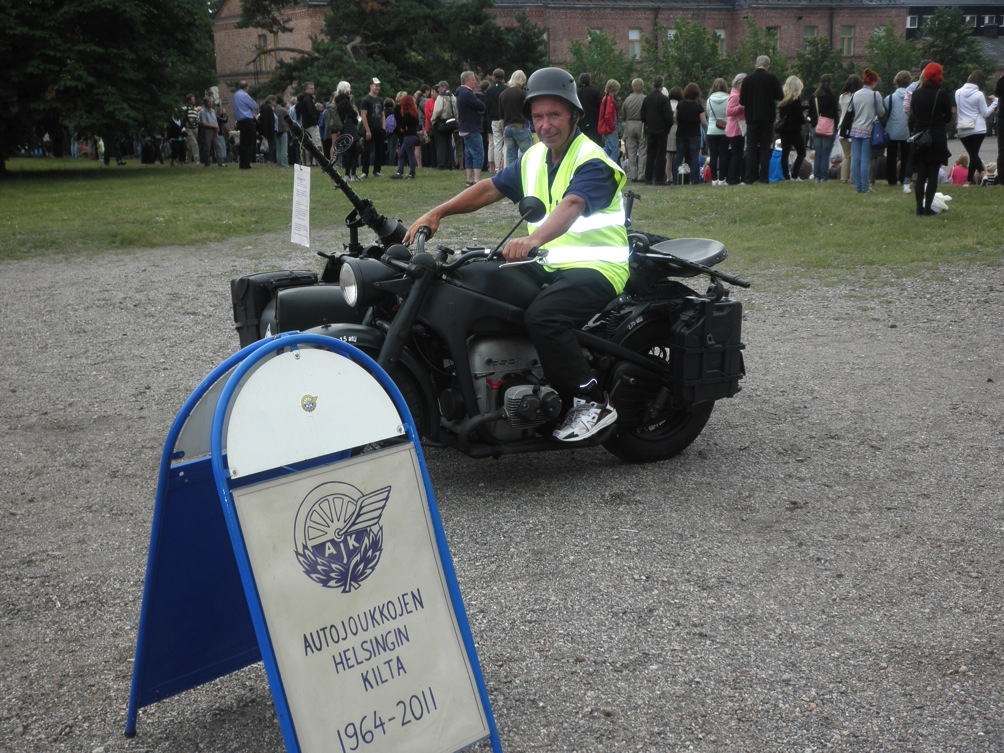 AJK
AUTOJOUKKOJEN
HELSINGIN
KILTA
1964-2011